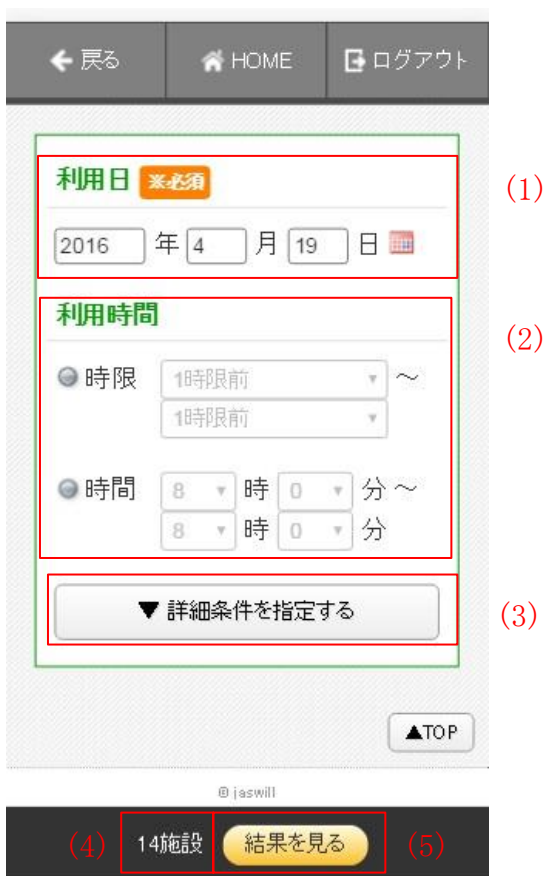 戻る HOME ログアウト
利用日 ※必須 (1)
2016 年 4 月 19 日
利用時間 (2)
時限 1時限前 ～
1時限前
時間 8 時 0 分～
8 時 0 分
▼ 詳細条件を指定する (3)
▲TOP
© jaswill
(4) 14施設 結果を見る (5)